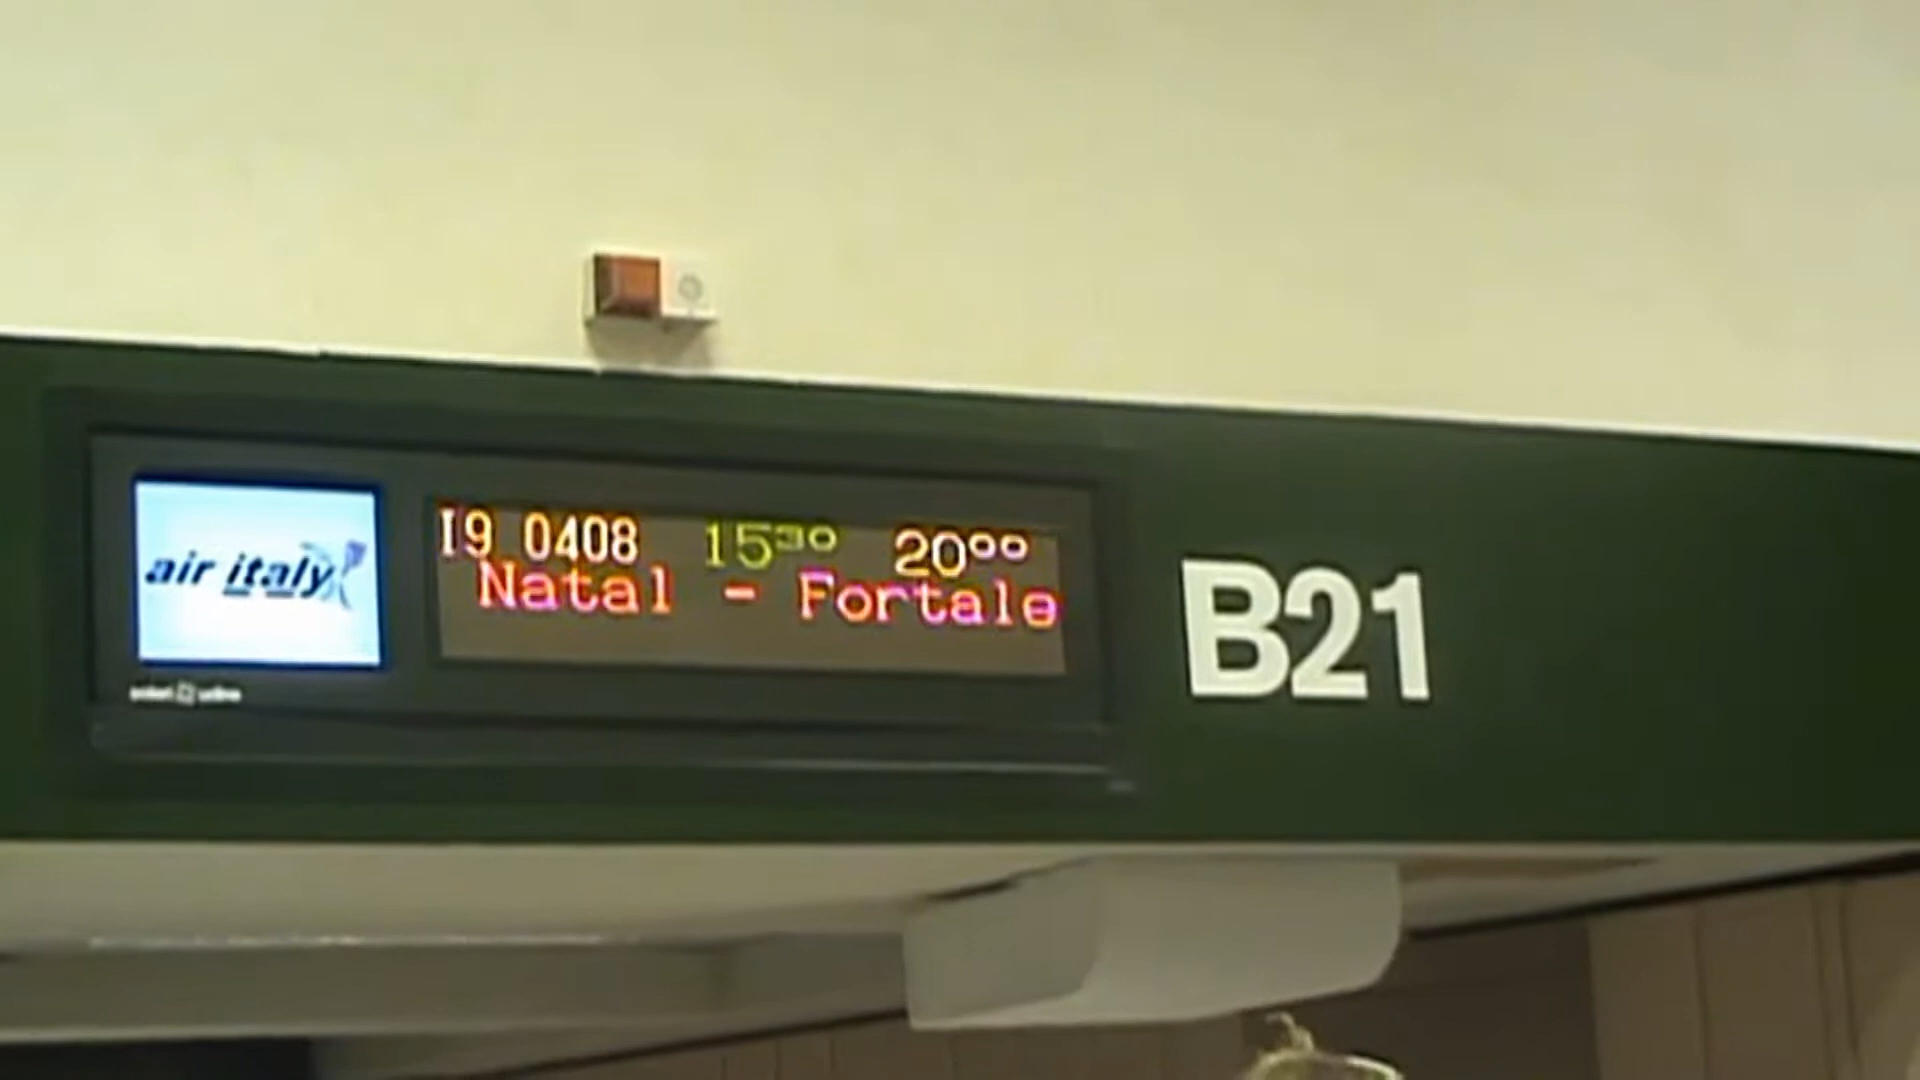 air italy
I9 0408 15³⁰ 20⁰⁰
Natal - Fortale
B21